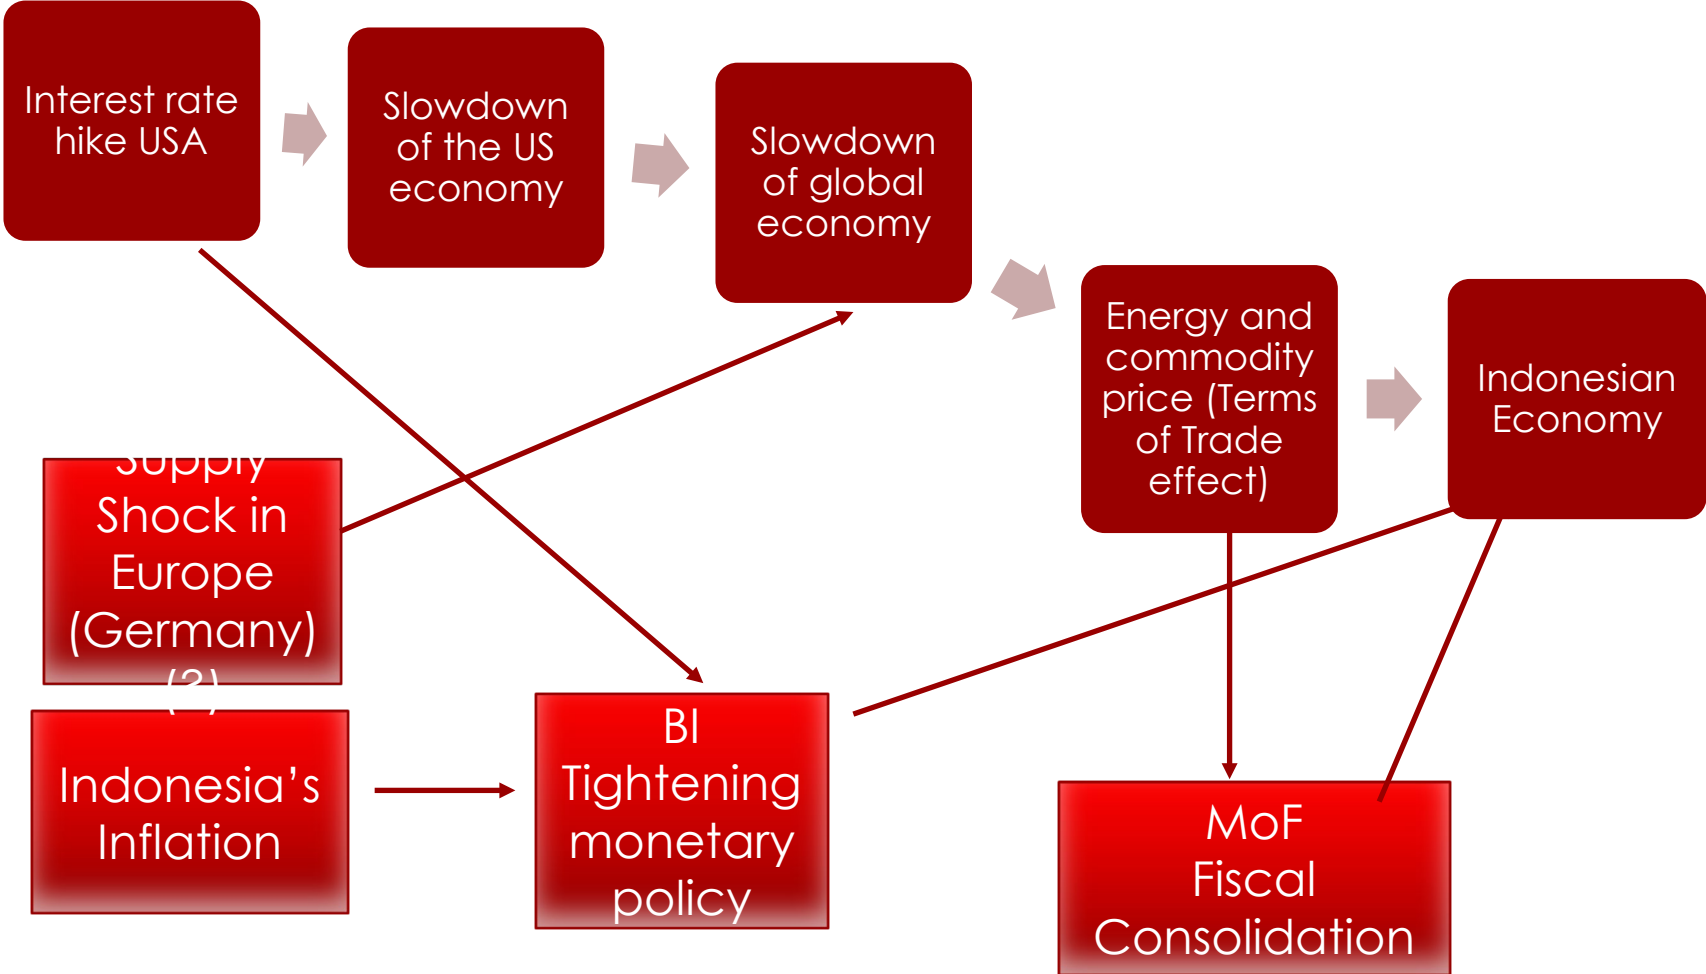 Interest rate
hike USA
Slowdown
of the US
economy
Slowdown
of global
economy
Energy and
commodity
price (Terms
of Trade
effect)
Indonesian
Economy
Supply
Shock in
Europe
(Germany)
(?)
Indonesia's
Inflation
BI
Tightening
monetary
policy
MoF
Fiscal
Consolidation